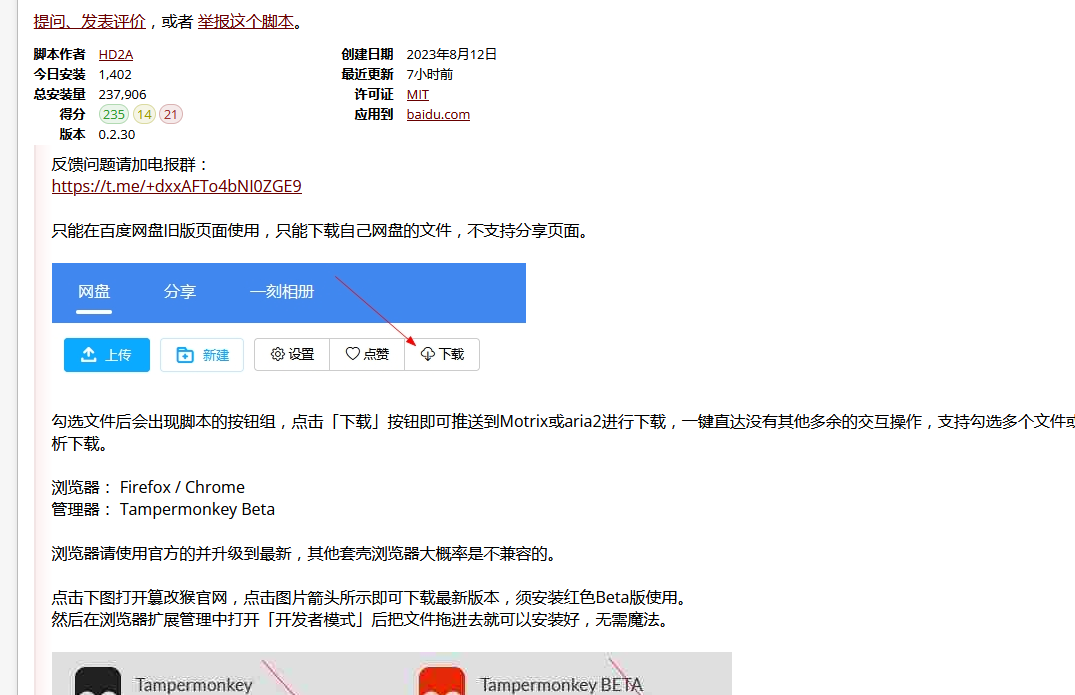 提问、发表评价，或者 举报这个脚本。
脚本作者 HD2A 创建日期 2023年8月12日
今日安装 1,402 最近更新 7小时前
总安装量 237,906 许可证 MIT
得分 235 14 21 应用到 baidu.com
版本 0.2.30
反馈问题请加电报群：
https://t.me/+dxxAFTo4bNI0ZGE9
只能在百度网盘旧版页面使用，只能下载自己网盘的文件，不支持分享页面。
网盘 分享 一刻相册
上传 新建 设置 点赞 下载
勾选文件后会出现脚本的按钮组，点击「下载」按钮即可推送到Motrix或aria2进行下载，一键直达没有其他多余的交互操作，支持勾选多个文件或
析下载。
浏览器： Firefox / Chrome
管理器： Tampermonkey Beta
浏览器请使用官方的并升级到最新，其他套壳浏览器大概率是不兼容的。
点击下图打开篡改猴官网，点击图片箭头所示即可下载最新版本，须安装红色Beta版使用。
然后在浏览器扩展管理中打开「开发者模式」后把文件拖进去就可以安装好，无需魔法。
Tampermonkey Tampermonkey BETA